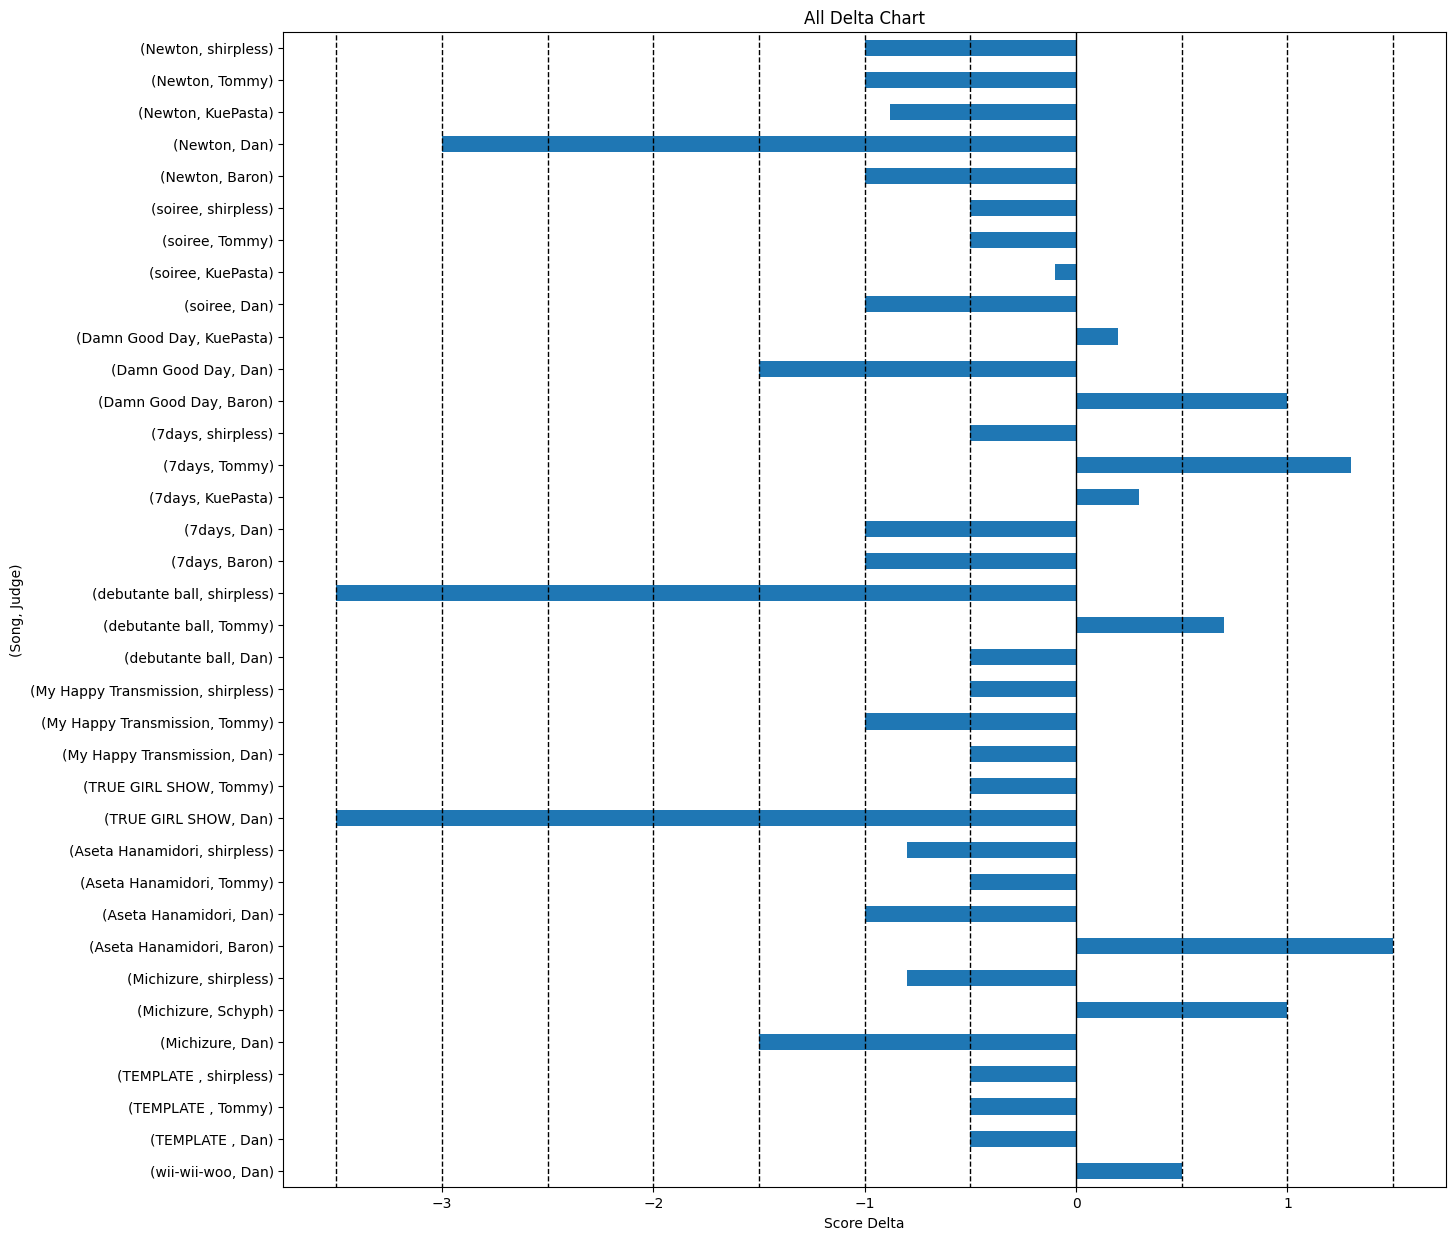 All Delta Chart
(Newton, shirpless)
(Newton, Tommy)
(Newton, KuePasta)
(Newton, Dan)
(Newton, Baron)
(soiree, shirpless)
(soiree, Tommy)
(soiree, KuePasta)
(soiree, Dan)
(Damn Good Day, KuePasta)
(Damn Good Day, Dan)
(Damn Good Day, Baron)
(7days, shirpless)
(7days, Tommy)
(7days, KuePasta)
(7days, Dan)
(7days, Baron)
(debutante ball, shirpless)
(debutante ball, Tommy)
(debutante ball, Dan)
(My Happy Transmission, shirpless)
(My Happy Transmission, Tommy)
(My Happy Transmission, Dan)
(TRUE GIRL SHOW, Tommy)
(TRUE GIRL SHOW, Dan)
(Aseta Hanamidori, shirpless)
(Aseta Hanamidori, Tommy)
(Aseta Hanamidori, Dan)
(Aseta Hanamidori, Baron)
(Michizure, shirpless)
(Michizure, Schyph)
(Michizure, Dan)
(TEMPLATE , shirpless)
(TEMPLATE , Tommy)
(TEMPLATE , Dan)
(wii-wii-woo, Dan)
(Song, Judge)
−3 −2 −1 0 1
Score Delta